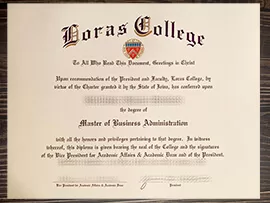 Loras College
To All Who Read This Document, Greetings in Christ
Upon recommendation of the President and Faculty, Loras College, by
virtue of the Charter granted it by the State of Iowa, has conferred upon
the degree of
Master of Business Administration
with all the honors and privileges pertaining to that degree. In witness
whereof, this diploma is given bearing the seal of the College and the signatures
of the Vice President for Academic Affairs & Academic Dean and of the President.
Vice President for Academic Affairs & Academic Dean
President